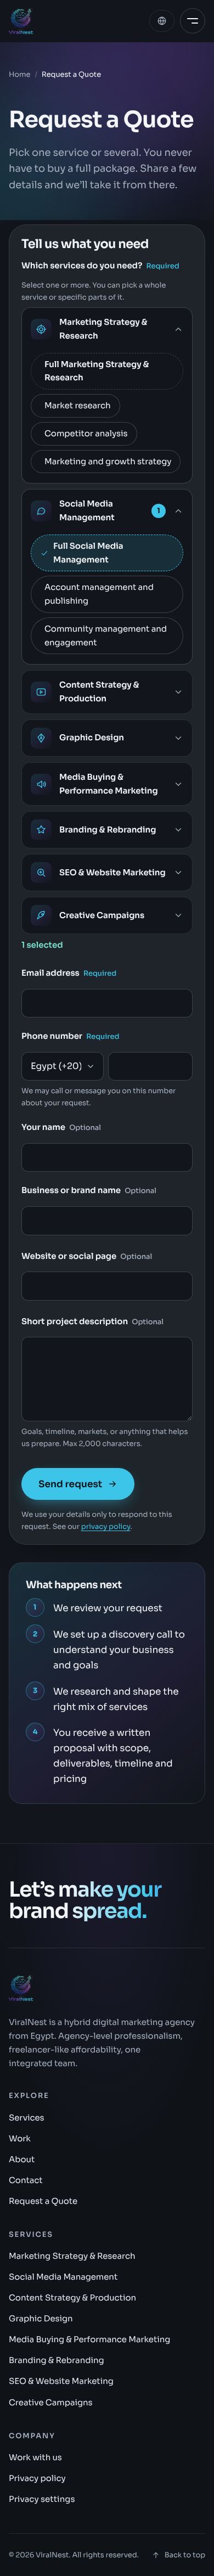 ViralNest
Home / Request a Quote
Request a Quote
Pick one service or several. You never
have to buy a full package. Share a few
details and we'll take it from there.
Tell us what you need
Which services do you need? Required
Select one or more. You can pick a whole
service or specific parts of it.
Marketing Strategy &
Research
Full Marketing Strategy &
Research
Market research
Competitor analysis
Marketing and growth strategy
Social Media
Management
1
Full Social Media
Management
Account management and
publishing
Community management and
engagement
Content Strategy &
Production
Graphic Design
Media Buying &
Performance Marketing
Branding & Rebranding
SEO & Website Marketing
Creative Campaigns
1 selected
Email address Required
Phone number Required
Egypt (+20)
We may call or message you on this number
about your request.
Your name Optional
Business or brand name Optional
Website or social page Optional
Short project description Optional
Goals, timeline, markets, or anything that helps
us prepare. Max 2,000 characters.
Send request →
We use your details only to respond to this
request. See our privacy policy.
What happens next
1 We review your request
2 We set up a discovery call to
understand your business
and goals
3 We research and shape the
right mix of services
4 You receive a written
proposal with scope,
deliverables, timeline and
pricing
Let's make your
brand spread.
ViralNest
ViralNest is a hybrid digital marketing agency
from Egypt. Agency-level professionalism,
freelancer-like affordability, one
integrated team.
EXPLORE
Services
Work
About
Contact
Request a Quote
SERVICES
Marketing Strategy & Research
Social Media Management
Content Strategy & Production
Graphic Design
Media Buying & Performance Marketing
Branding & Rebranding
SEO & Website Marketing
Creative Campaigns
COMPANY
Work with us
Privacy policy
Privacy settings
© 2026 ViralNest. All rights reserved. ↑ Back to top